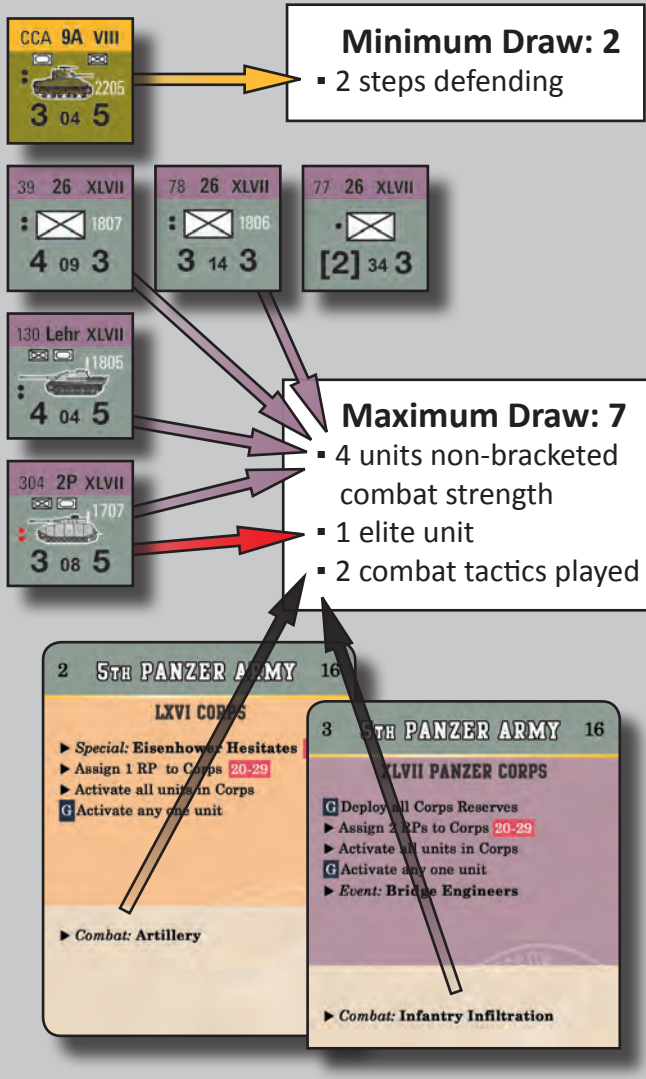 CCA 9A VIII
2205
3 04 5
Minimum Draw: 2
▪ 2 steps defending
39 26 XLVII
1807
4 09 3
78 26 XLVII
1806
3 14 3
77 26 XLVII
[2] 34 3
130 Lehr XLVII
1805
4 04 5
304 2P XLVII
1707
3 08 5
Maximum Draw: 7
▪ 4 units non-bracketed
combat strength
▪ 1 elite unit
▪ 2 combat tactics played
2 5TH PANZER ARMY 16
LXVI CORPS
▶ Special: Eisenhower Hesitates
▶ Assign 1 RP to Corps 20-29
▶ Activate all units in Corps
G Activate any one unit
▶ Combat: Artillery
3 5TH PANZER ARMY 16
XLVII PANZER CORPS
G Deploy all Corps Reserves
▶ Assign 2 RPs to Corps 20-29
▶ Activate all units in Corps
G Activate any one unit
▶ Event: Bridge Engineers
▶ Combat: Infantry Infiltration